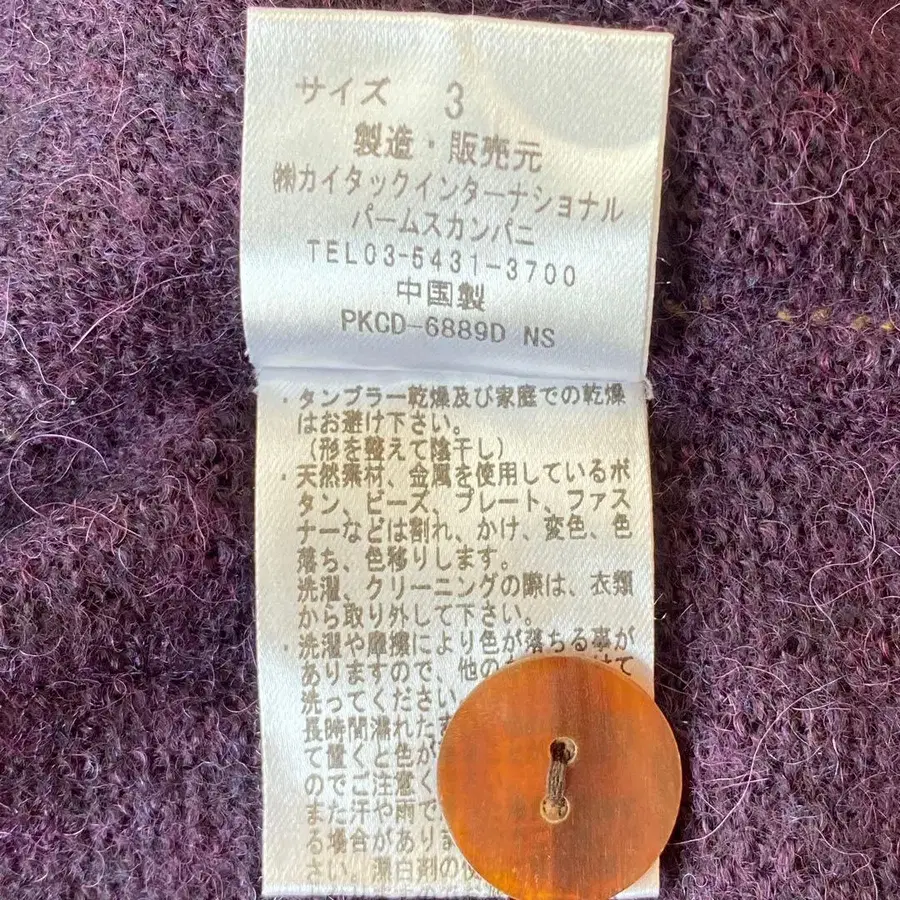 サイズ 3
製造・販売元
㈱カイタックインターナショナル
パームスカンパニ
TEL03-5431-3700
中国製
PKCD-6889D NS
・タンブラー乾燥及び家庭での乾燥
はお避け下さい。
（形を整えて陰干し）
・天然素材、金属を使用しているボ
タン、ビーズ、プレート、ファス
ナーなどは割れ、かけ、変色、色
落ち、色移りします。
洗濯、クリーニングの際は、衣類
から取り外して下さい。
・洗濯や摩擦により色が落ちる事が
ありますので、他の
洗ってください
長時間濡れた
て置くと色が
のでご注意く
また汗や雨で
る場合があります
さい。漂白剤の使